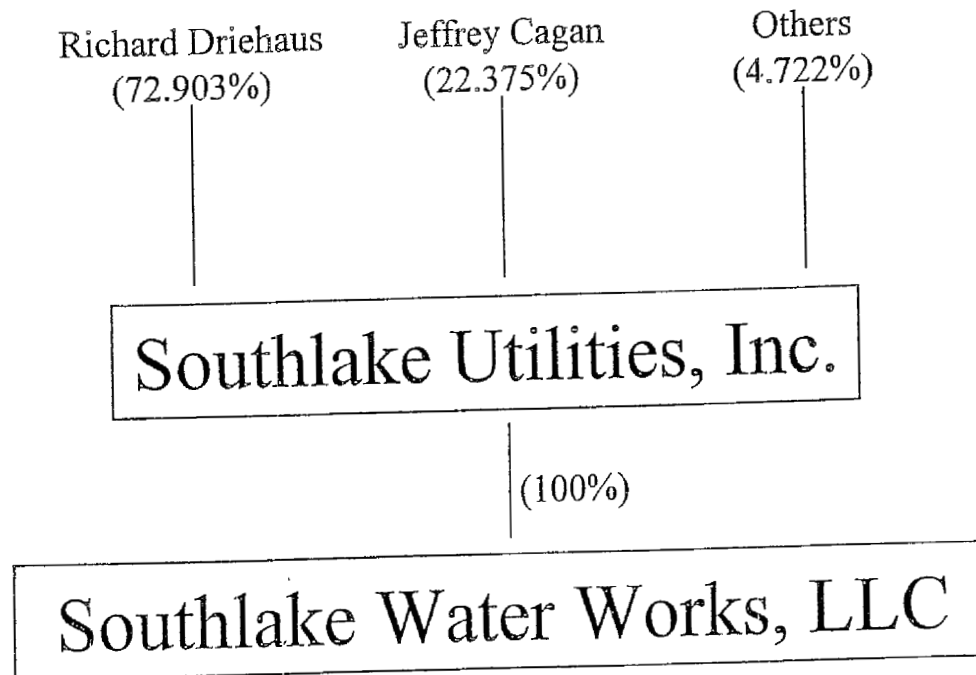 Richard Driehaus
(72.903%)
Jeffrey Cagan
(22.375%)
Others
(4.722%)
Southlake Utilities, Inc.
(100%)
Southlake Water Works, LLC